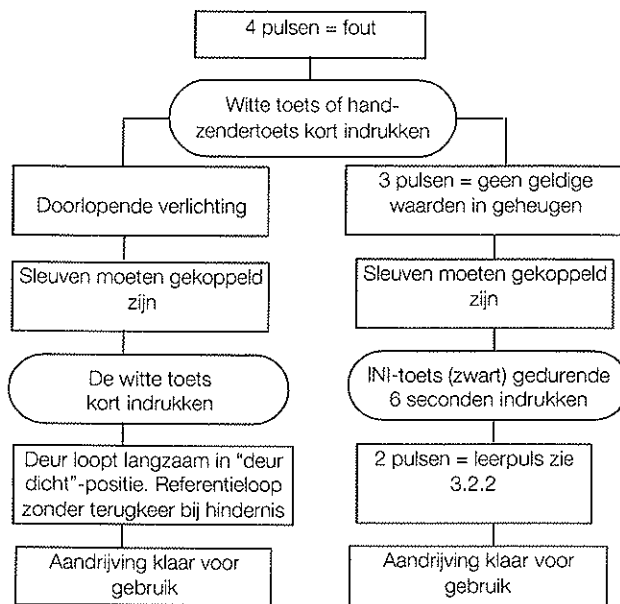 4 pulsen = fout
Witte toets of hand-
zendertoets kort indrukken
Doorlopende verlichting
3 pulsen = geen geldige
waarden in geheugen
Sleuven moeten gekoppeld
zijn
Sleuven moeten gekoppeld
zijn
De witte toets
kort indrukken
INI-toets (zwart) gedurende
6 seconden indrukken
Deur loopt langzaam in "deur
dicht"-positie. Referentieloop
zonder terugkeer bij hindernis
2 pulsen = leerpuls zie
3.2.2
Aandrijving klaar voor
gebruik
Aandrijving klaar voor
gebruik